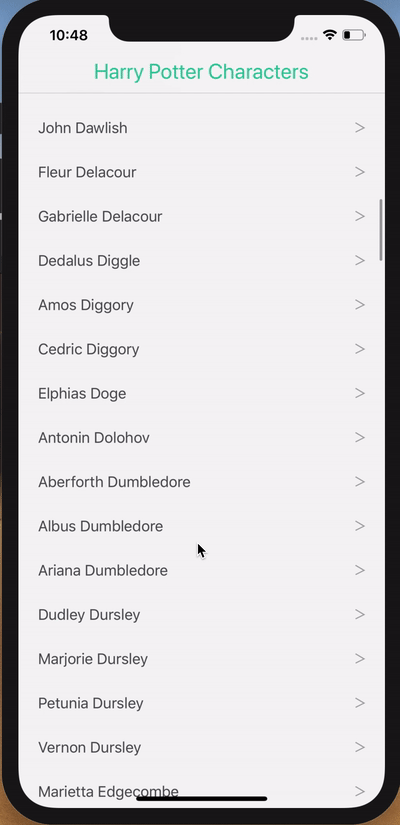 10:48
Harry Potter Characters
John Dawlish >
Fleur Delacour >
Gabrielle Delacour >
Dedalus Diggle >
Amos Diggory >
Cedric Diggory >
Elphias Doge >
Antonin Dolohov >
Aberforth Dumbledore >
Albus Dumbledore >
Ariana Dumbledore >
Dudley Dursley >
Marjorie Dursley >
Petunia Dursley >
Vernon Dursley >
Marietta Edgecombe >